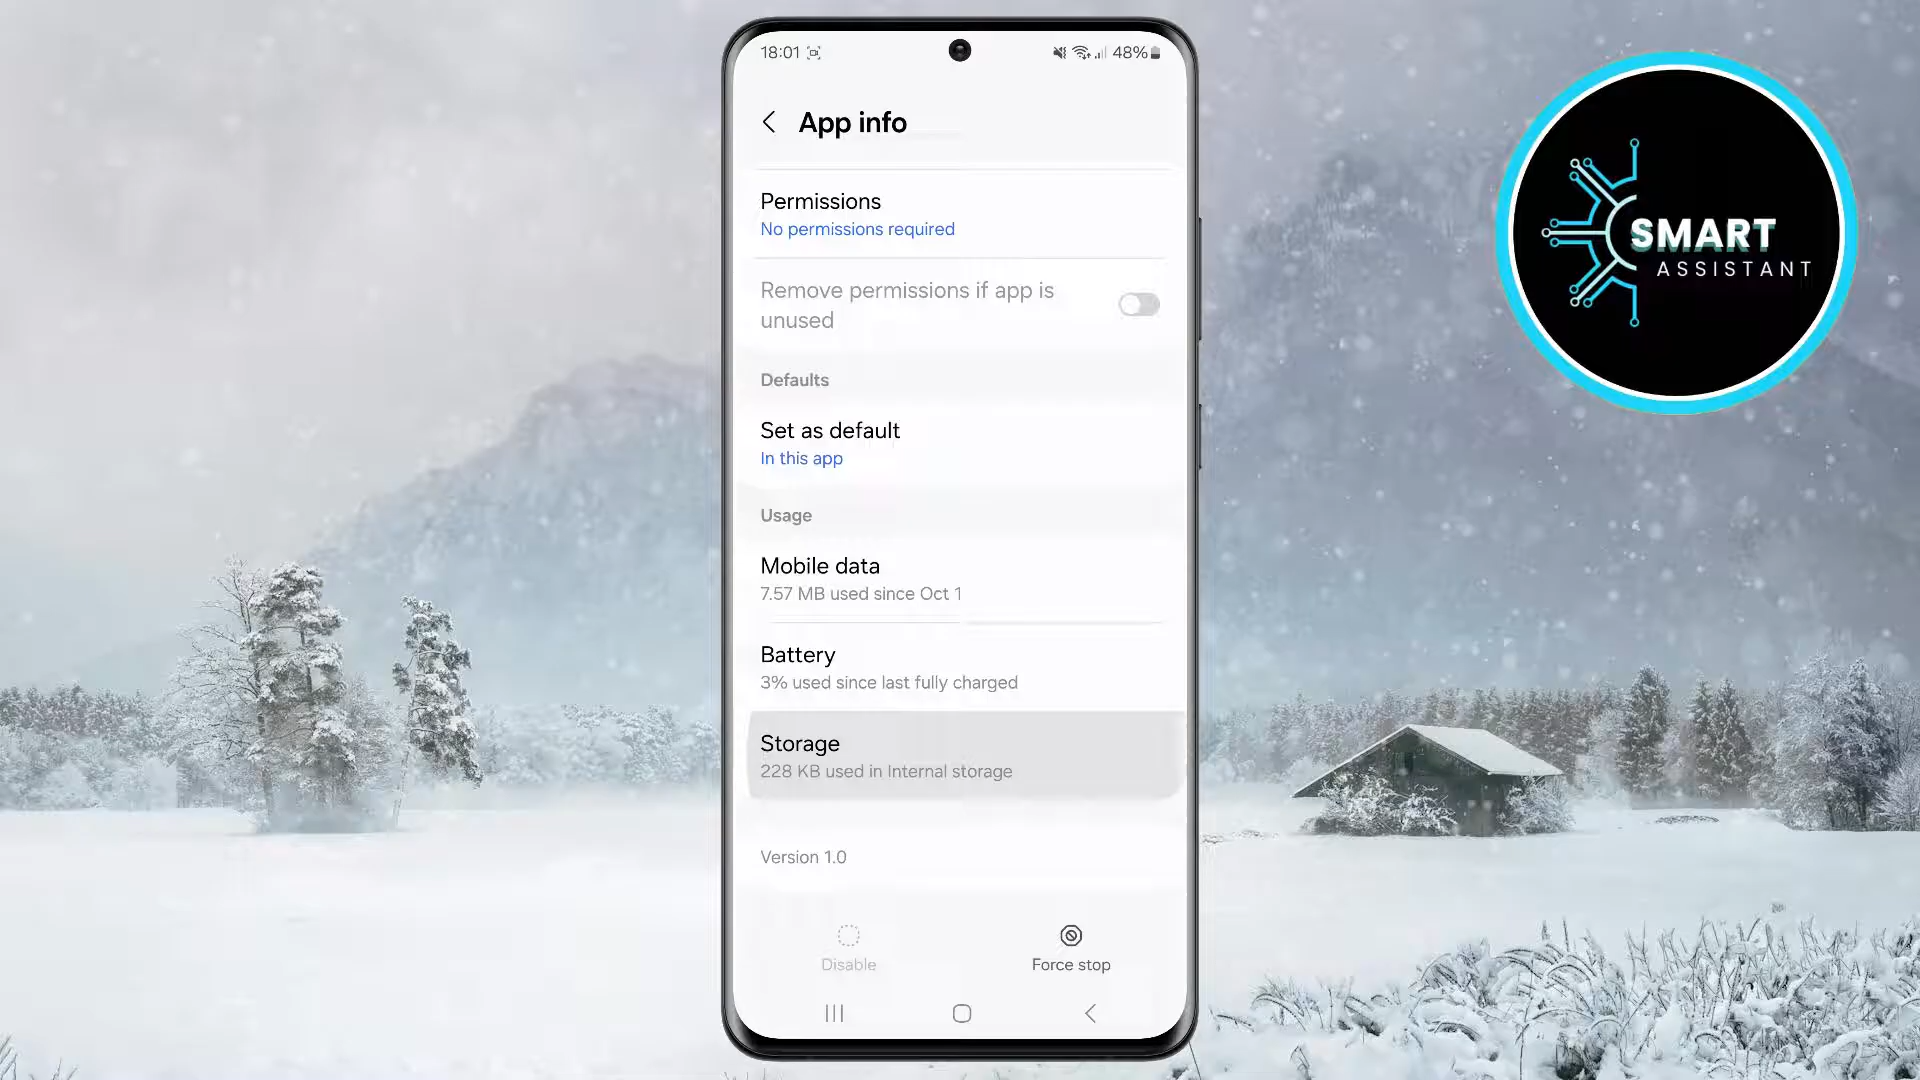 18:01
48%
App info
Permissions
No permissions required
Remove permissions if app is
unused
Defaults
Set as default
In this app
Usage
Mobile data
7.57 MB used since Oct 1
Battery
3% used since last fully charged
Storage
228 KB used in Internal storage
Version 1.0
Disable
Force stop
SMART
ASSISTANT